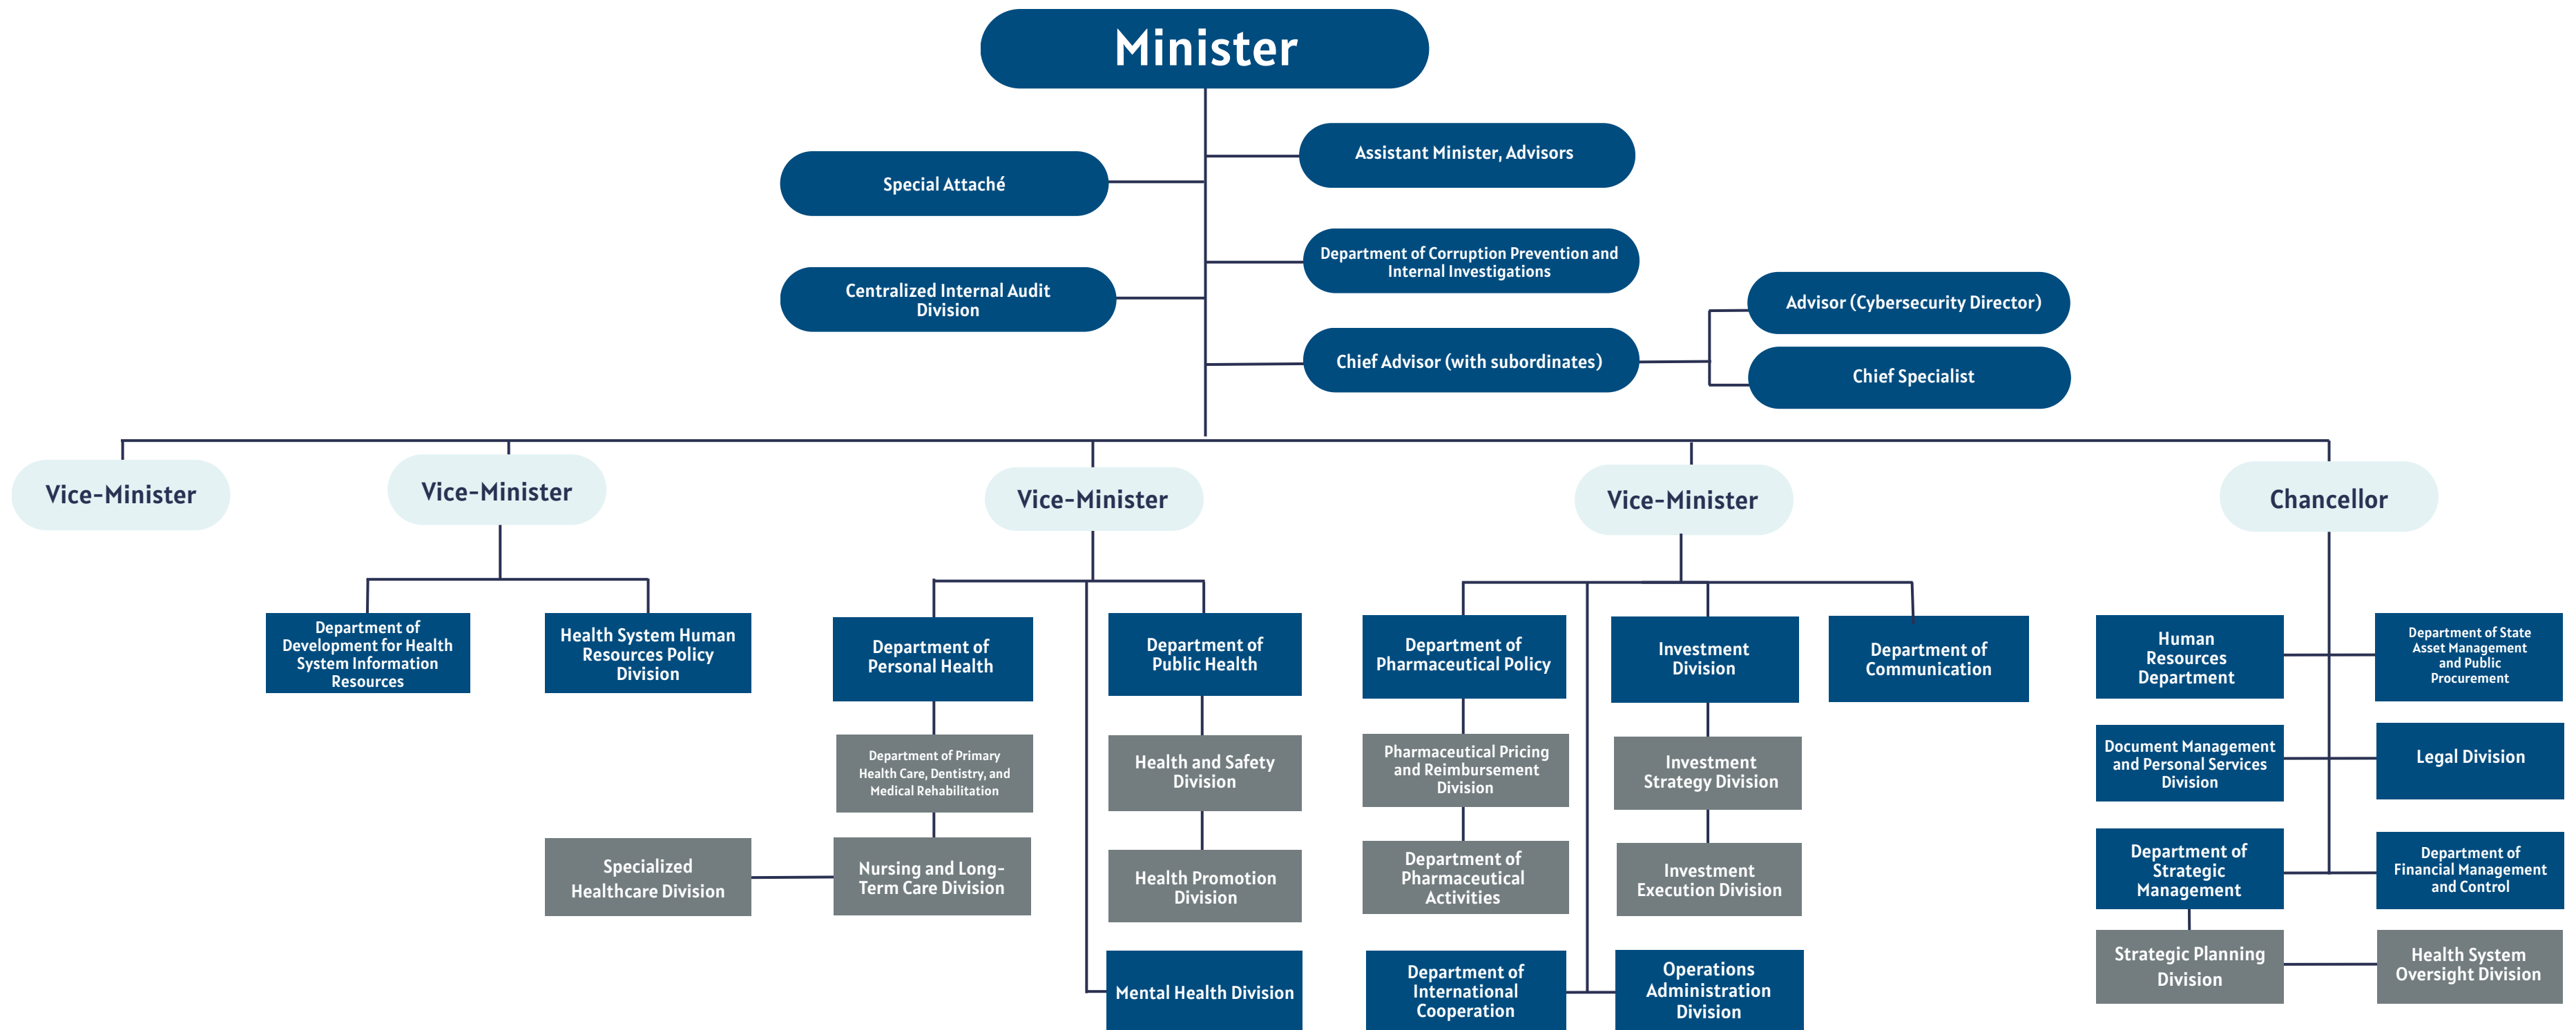 Minister
Assistant Minister, Advisors
Special Attaché
Department of Corruption Prevention and
Internal Investigations
Centralized Internal Audit
Division
Advisor (Cybersecurity Director)
Chief Advisor (with subordinates)
Chief Specialist
Vice-Minister
Vice-Minister
Vice-Minister
Vice-Minister
Chancellor
Department of
Development for Health
System Information
Resources
Health System Human
Resources Policy
Division
Department of
Personal Health
Department of
Public Health
Department of
Pharmaceutical Policy
Investment
Division
Department of
Communication
Human
Resources
Department
Department of State
Asset Management
and Public
Procurement
Department of Primary
Health Care, Dentistry, and
Medical Rehabilitation
Health and Safety
Division
Pharmaceutical Pricing
and Reimbursement
Division
Investment
Strategy Division
Document Management
and Personal Services
Division
Legal Division
Specialized
Healthcare Division
Nursing and Long-
Term Care Division
Health Promotion
Division
Department of
Pharmaceutical
Activities
Investment
Execution Division
Department of
Strategic
Management
Department of
Financial Management
and Control
Mental Health Division
Department of
International
Cooperation
Operations
Administration
Division
Strategic Planning
Division
Health System
Oversight Division